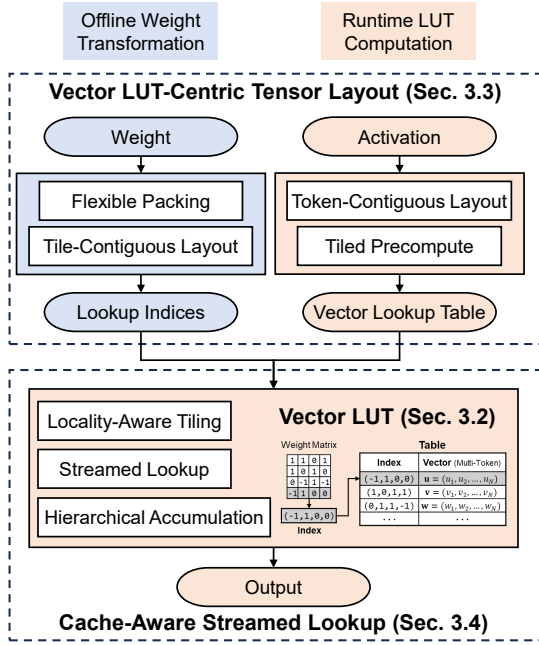 Offline Weight
Transformation
Runtime LUT
Computation
Vector LUT-Centric Tensor Layout (Sec. 3.3)
Weight
Activation
Flexible Packing
Token-Contiguous Layout
Tile-Contiguous Layout
Tiled Precompute
Lookup Indices
Vector Lookup Table
Locality-Aware Tiling
Streamed Lookup
Hierarchical Accumulation
Vector LUT (Sec. 3.2)
Weight Matrix
1 1 0 1
1 0 1 0
0 -1 1 -1
-1 1 0 0
(-1,1,0,0)
Index
Table
Index Vector (Multi-Token)
(-1,1,0,0) u = (u₁, u₂, ..., u_N)
(1,0,1,1) v = (v₁, v₂, ..., v_N)
(0,1,1,-1) w = (w₁, w₂, ..., w_N)
... ...
Output
Cache-Aware Streamed Lookup (Sec. 3.4)